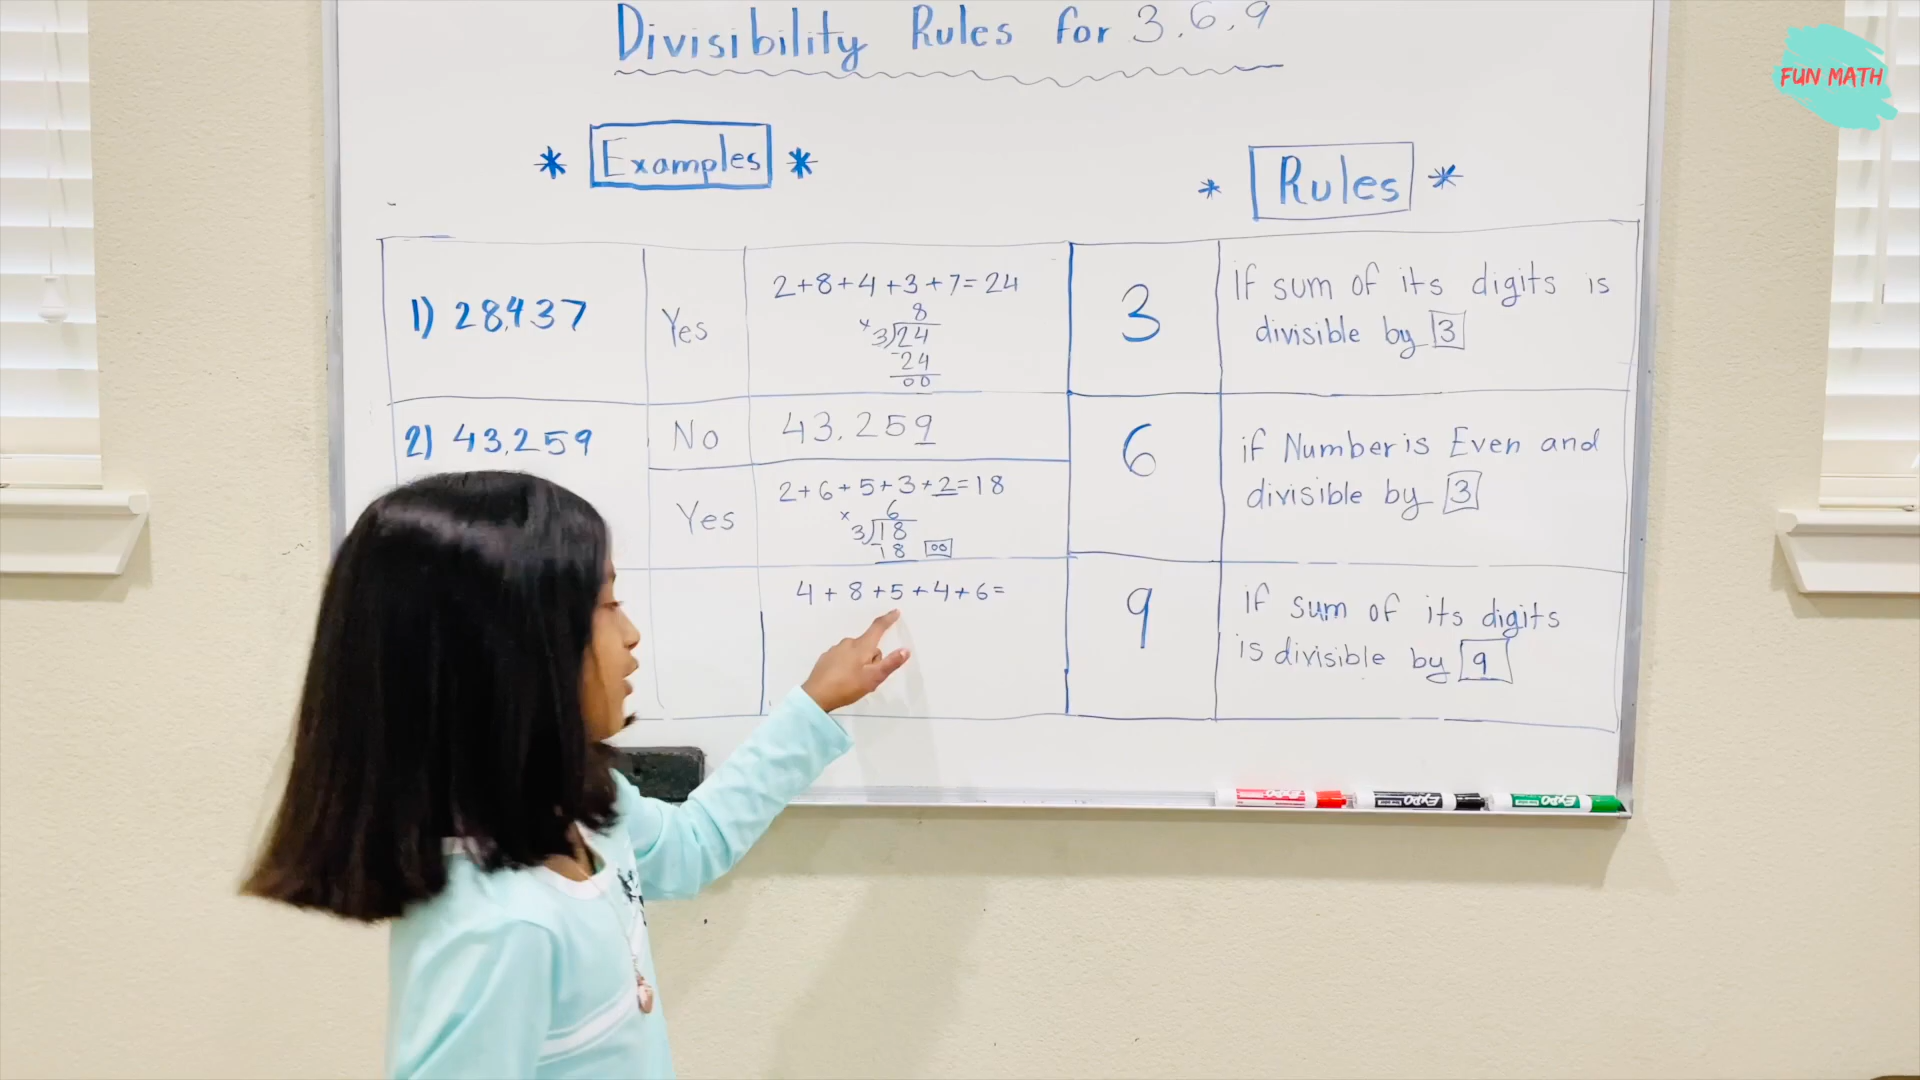 Divisibility Rules for 3,6,9
FUN MATH
* Examples *
* Rules *
1) 28,437
Yes
2+8+4+3+7=24
8
x
3)24
-24
00
3
If sum of its digits is
divisible by 3
2) 43,259
No
43,259
6
if Number is Even and
divisible by 3
Yes
2+6+5+3+2=18
6
x
3)18
-18 00
4+8+5+4+6=
9
If sum of its digits
is divisible by 9
EXPO
EXPO
EXPO